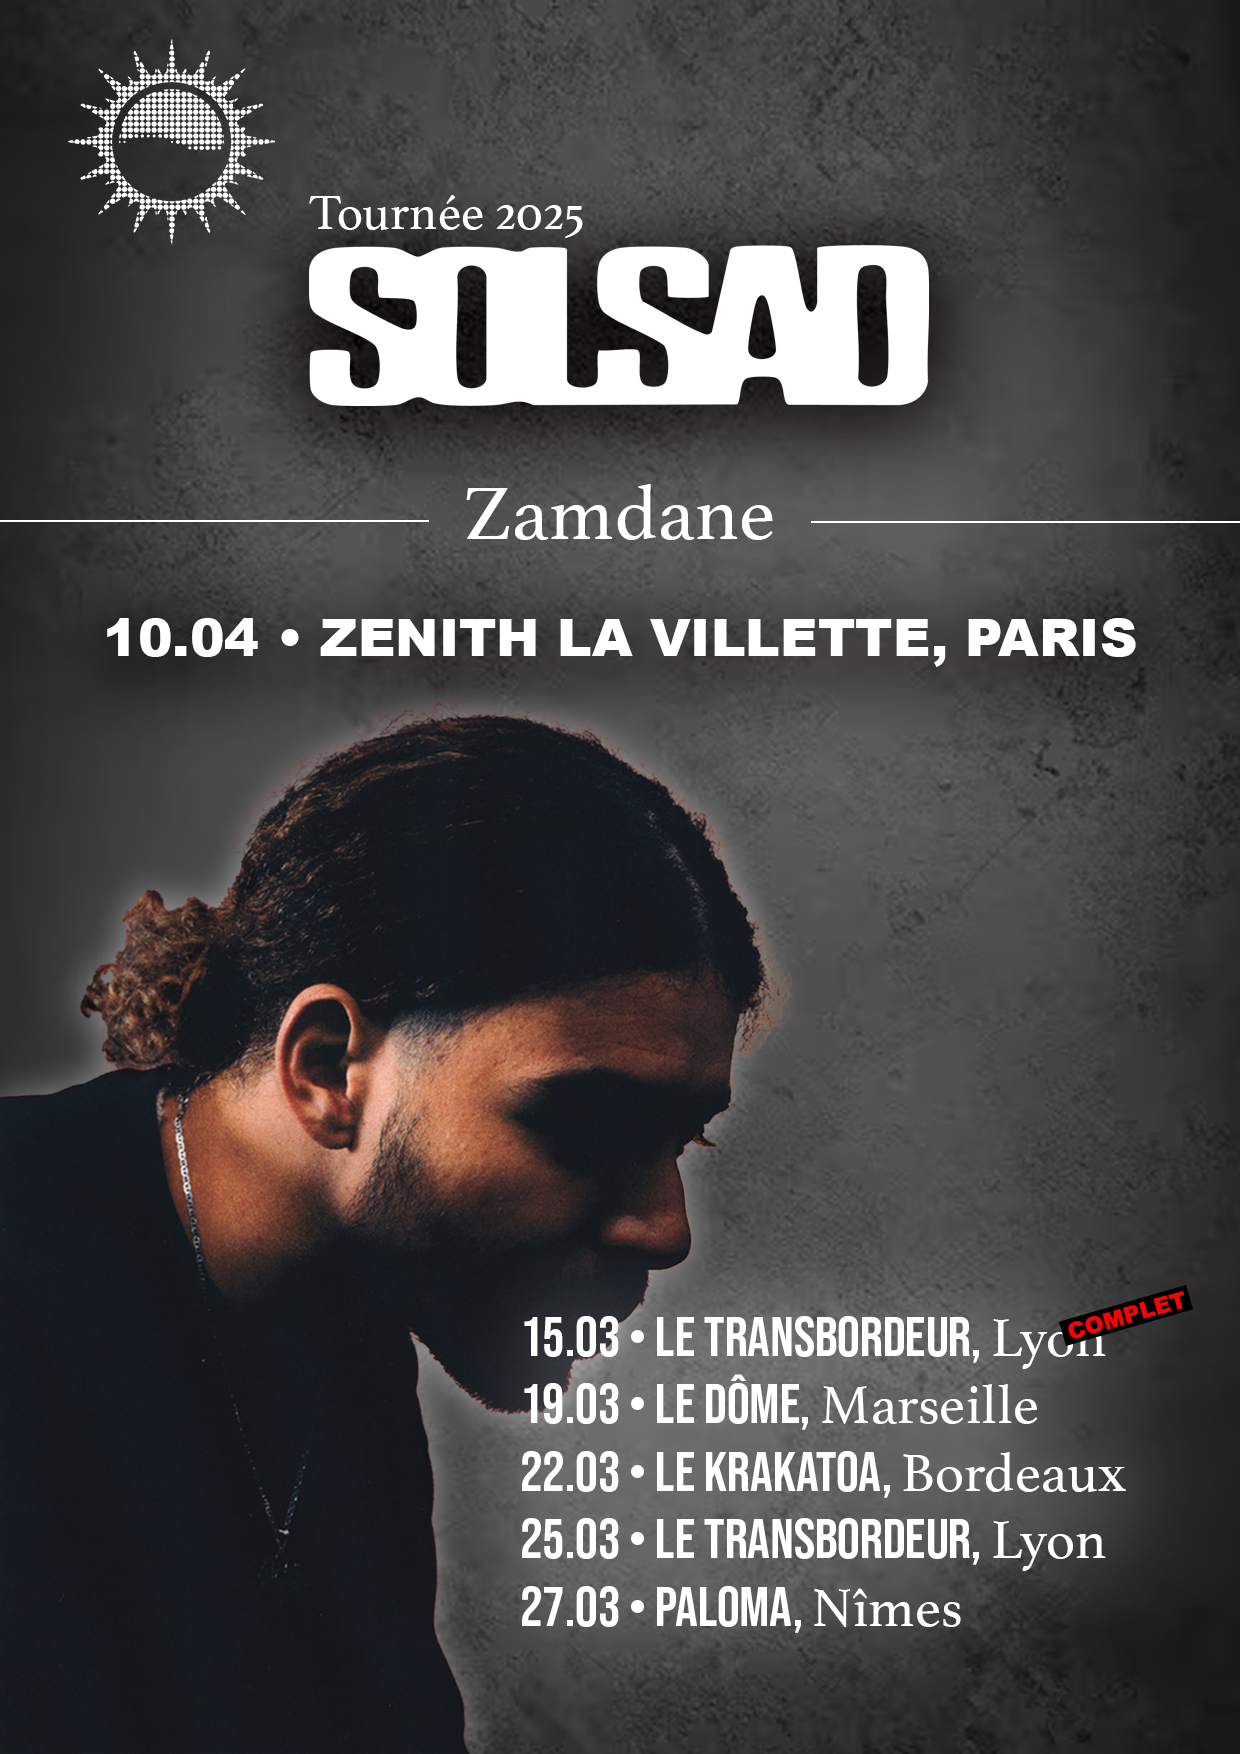 Tournée 2025
SOLSAD
Zamdane
10.04 • ZENITH LA VILLETTE, PARIS
COMPLET
15.03 • LE TRANSBORDEUR, Lyon
19.03 • LE DÔME, Marseille
22.03 • LE KRAKATOA, Bordeaux
25.03 • LE TRANSBORDEUR, Lyon
27.03 • PALOMA, Nîmes